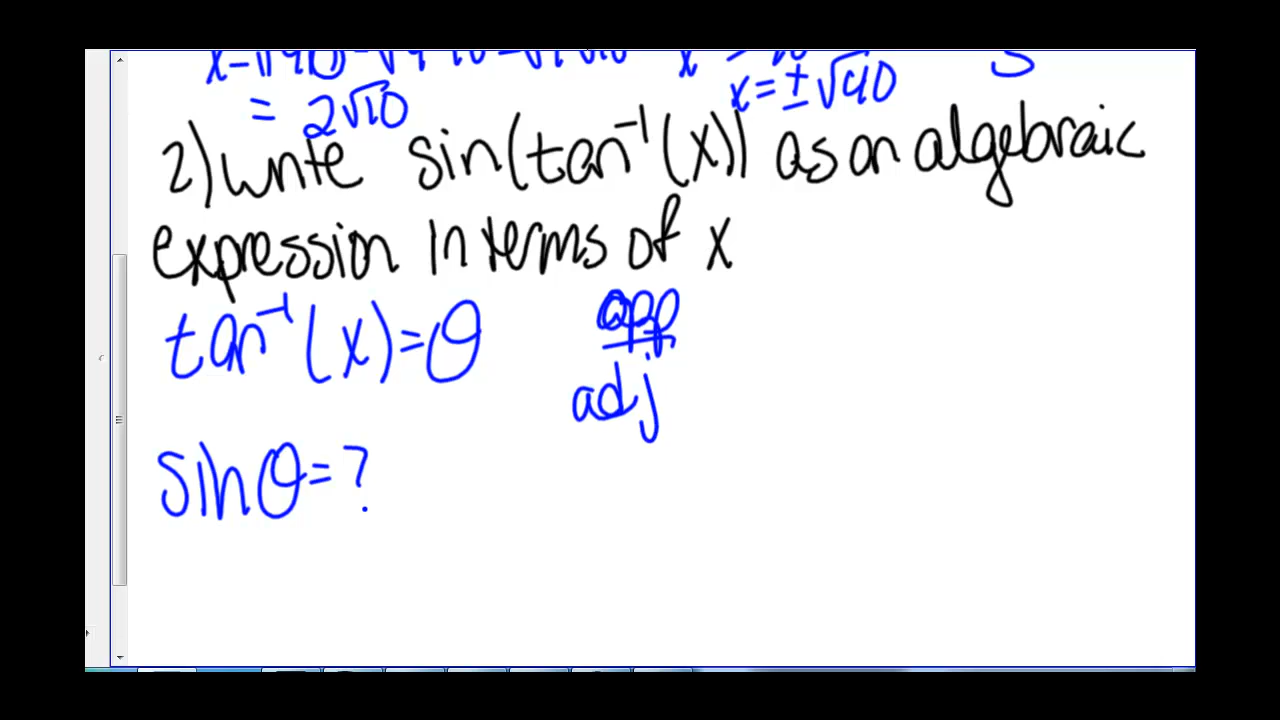 = 2√10
x = ± √40
2) write sin(tan⁻¹(x)) as an algebraic
expression in terms of x
tan⁻¹(x) = θ
opp
adj
sin θ = ?